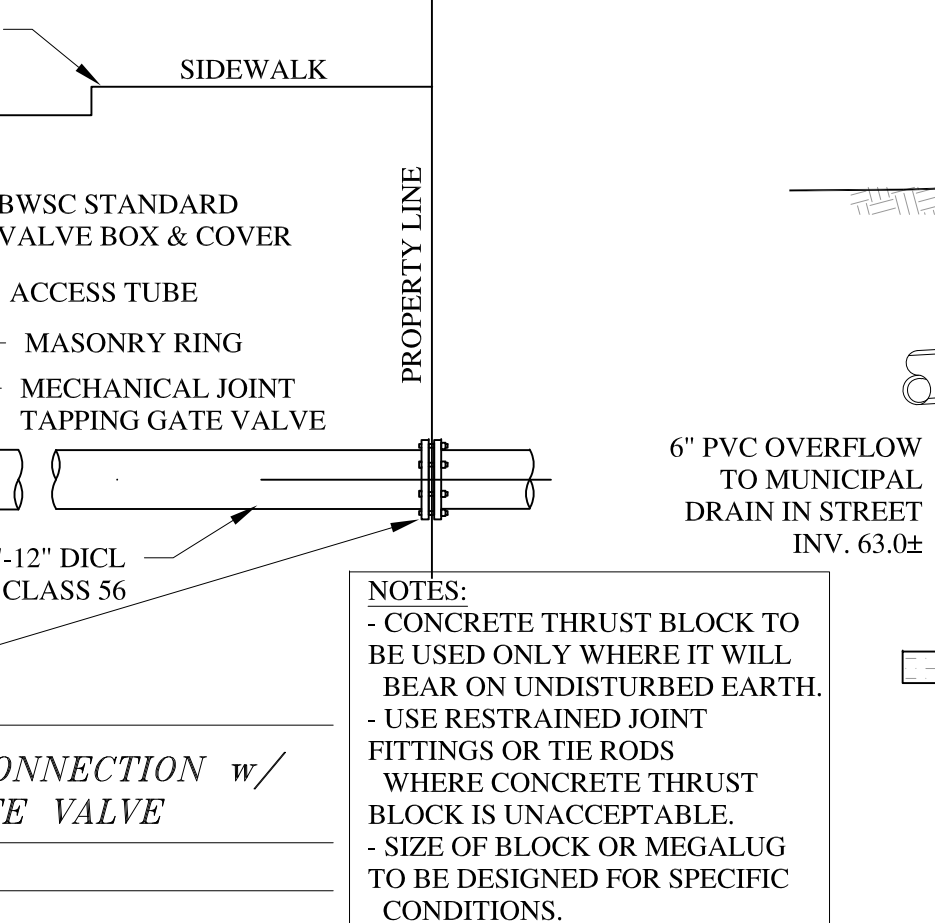 SIDEWALK
PROPERTY LINE
BWSC STANDARD
VALVE BOX & COVER
ACCESS TUBE
MASONRY RING
MECHANICAL JOINT
TAPPING GATE VALVE
6" PVC OVERFLOW
TO MUNICIPAL
DRAIN IN STREET
INV. 63.0±
"-12" DICL
CLASS 56
NOTES:
- CONCRETE THRUST BLOCK TO
BE USED ONLY WHERE IT WILL
BEAR ON UNDISTURBED EARTH.
- USE RESTRAINED JOINT
FITTINGS OR TIE RODS
WHERE CONCRETE THRUST
BLOCK IS UNACCEPTABLE.
- SIZE OF BLOCK OR MEGALUG
TO BE DESIGNED FOR SPECIFIC
CONDITIONS.
ONNECTION w/
TE VALVE